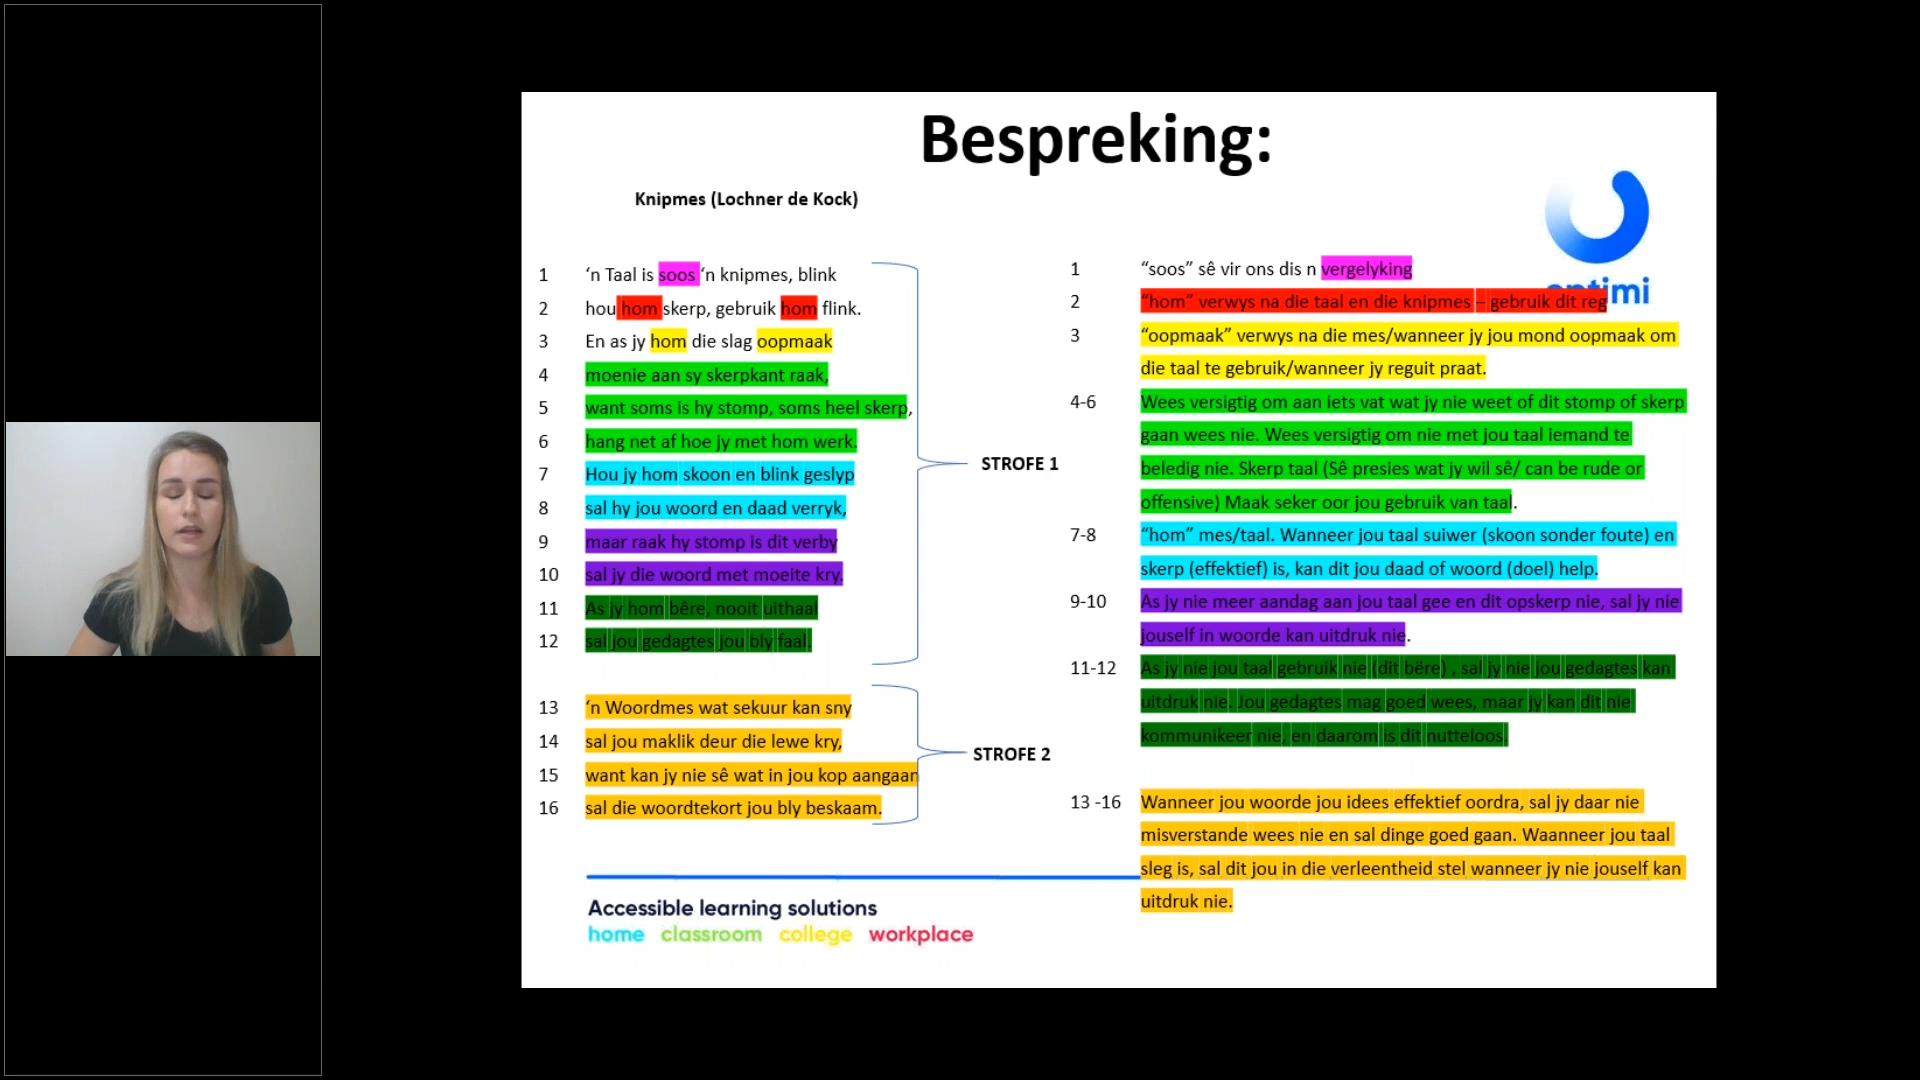 Bespreking:
Knipmes (Lochner de Kock)
optimi
1 ‘n Taal is soos ‘n knipmes, blink
2 hou hom skerp, gebruik hom flink.
3 En as jy hom die slag oopmaak
4 moenie aan sy skerpkant raak,
5 want soms is hy stomp, soms heel skerp,
6 hang net af hoe jy met hom werk.
7 Hou jy hom skoon en blink geslyp
8 sal hy jou woord en daad verryk,
9 maar raak hy stomp is dit verby
10 sal jy die woord met moeite kry.
11 As jy hom bêre, nooit uithaal
12 sal jou gedagtes jou bly faal.
STROFE 1
13 ‘n Woordmes wat sekuur kan sny
14 sal jou maklik deur die lewe kry,
15 want kan jy nie sê wat in jou kop aangaan
16 sal die woordtekort jou bly beskaam.
STROFE 2
1 “soos” sê vir ons dis n vergelyking
2 “hom” verwys na die taal en die knipmes – gebruik dit reg
3 “oopmaak” verwys na die mes/wanneer jy jou mond oopmaak om
die taal te gebruik/wanneer jy reguit praat.
4-6 Wees versigtig om aan iets vat wat jy nie weet of dit stomp of skerp
gaan wees nie. Wees versigtig om nie met jou taal iemand te
beledig nie. Skerp taal (Sê presies wat jy wil sê/ can be rude or
offensive) Maak seker oor jou gebruik van taal.
7-8 “hom” mes/taal. Wanneer jou taal suiwer (skoon sonder foute) en
skerp (effektief) is, kan dit jou daad of woord (doel) help.
9-10 As jy nie meer aandag aan jou taal gee en dit opskerp nie, sal jy nie
jouself in woorde kan uitdruk nie.
11-12 As jy nie jou taal gebruik nie (dit bëre) , sal jy nie jou gedagtes kan
uitdruk nie. Jou gedagtes mag goed wees, maar jy kan dit nie
kommunikeer nie, en daarom is dit nutteloos.
13 -16 Wanneer jou woorde jou idees effektief oordra, sal jy daar nie
misverstande wees nie en sal dinge goed gaan. Waanneer jou taal
sleg is, sal dit jou in die verleentheid stel wanneer jy nie jouself kan
uitdruk nie.
Accessible learning solutions
home classroom college workplace